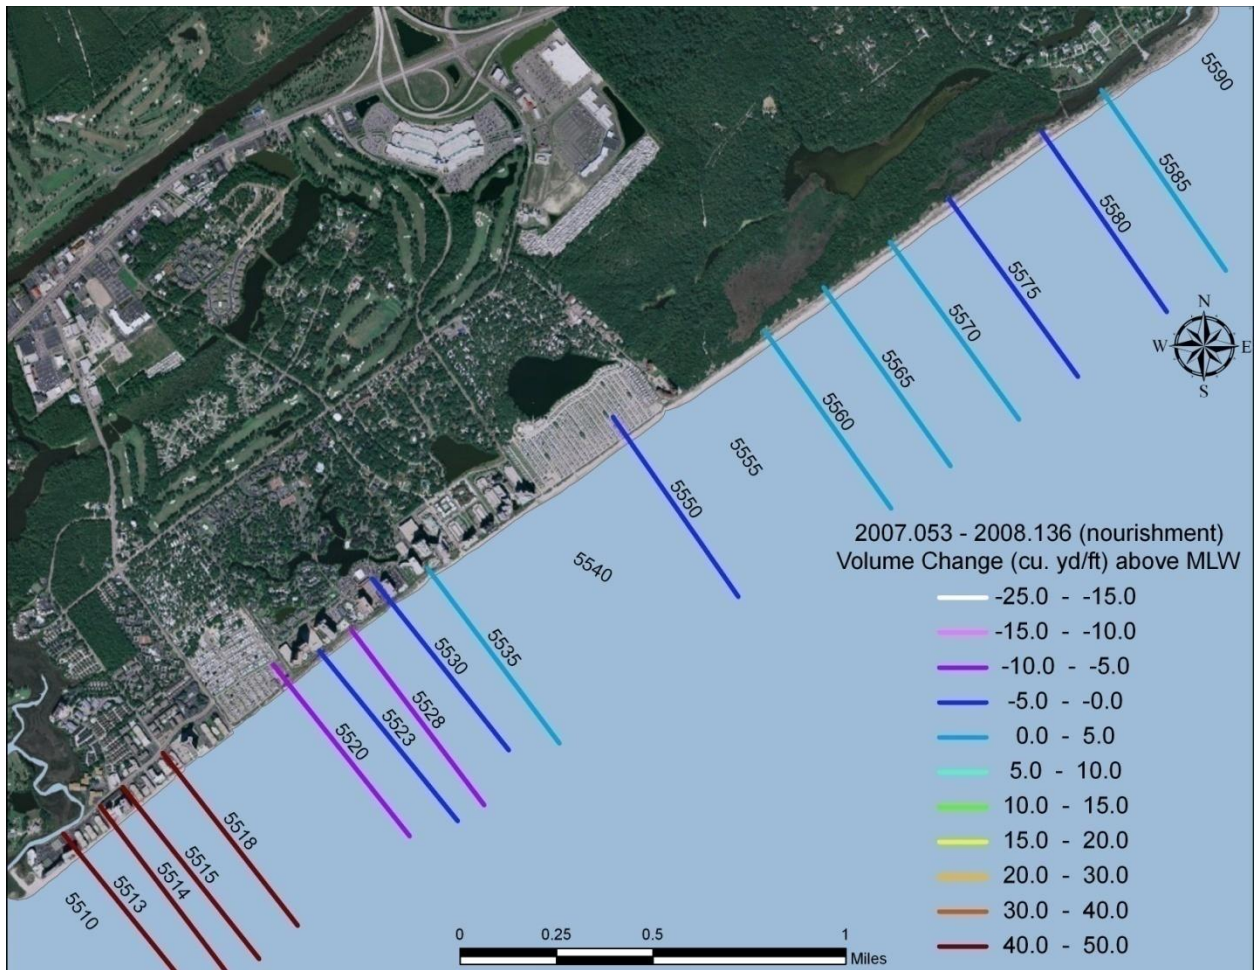 5590
5585
5580
5575
5570
5565
5560
5555
5550
5540
5535
5530
5528
5523
5520
5518
5515
5514
5513
5510
N
W E
S
2007.053 - 2008.136 (nourishment)
Volume Change (cu. yd/ft) above MLW
-25.0 - -15.0
-15.0 - -10.0
-10.0 - -5.0
-5.0 - -0.0
0.0 - 5.0
5.0 - 10.0
10.0 - 15.0
15.0 - 20.0
20.0 - 30.0
30.0 - 40.0
40.0 - 50.0
0 0.25 0.5 1
Miles